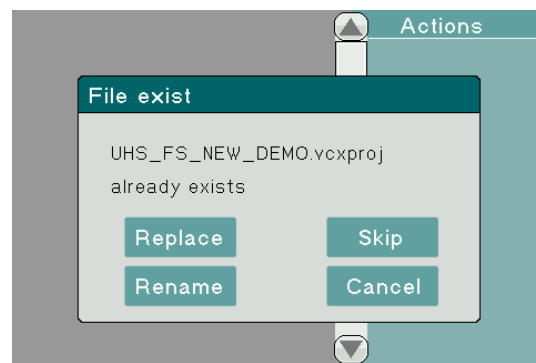 Actions
File exist
UHS_FS_NEW_DEMO.vcxproj
already exists
Replace
Skip
Rename
Cancel